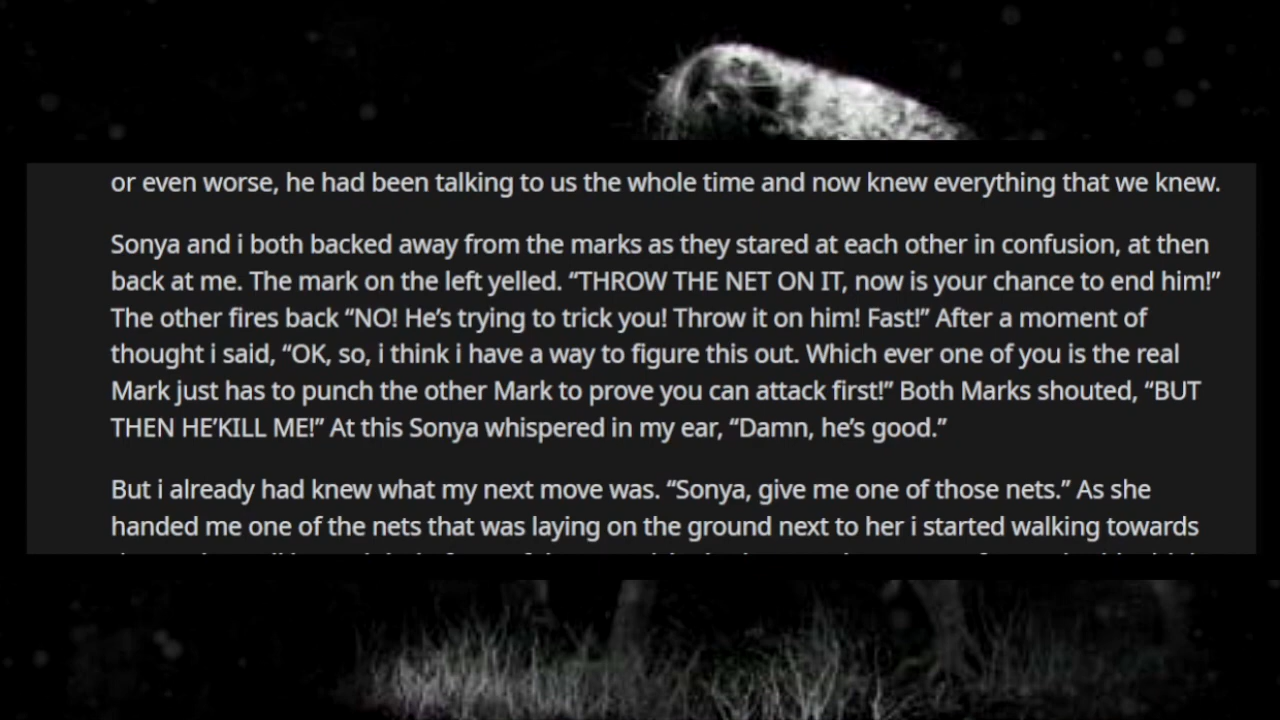 or even worse, he had been talking to us the whole time and now knew everything that we knew.
Sonya and i both backed away from the marks as they stared at each other in confusion, at then
back at me. The mark on the left yelled. “THROW THE NET ON IT, now is your chance to end him!”
The other fires back “NO! He’s trying to trick you! Throw it on him! Fast!” After a moment of
thought i said, “OK, so, i think i have a way to figure this out. Which ever one of you is the real
Mark just has to punch the other Mark to prove you can attack first!” Both Marks shouted, “BUT
THEN HE’KILL ME!” At this Sonya whispered in my ear, “Damn, he’s good.”
But i already had knew what my next move was. “Sonya, give me one of those nets.” As she
handed me one of the nets that was laying on the ground next to her i started walking towards